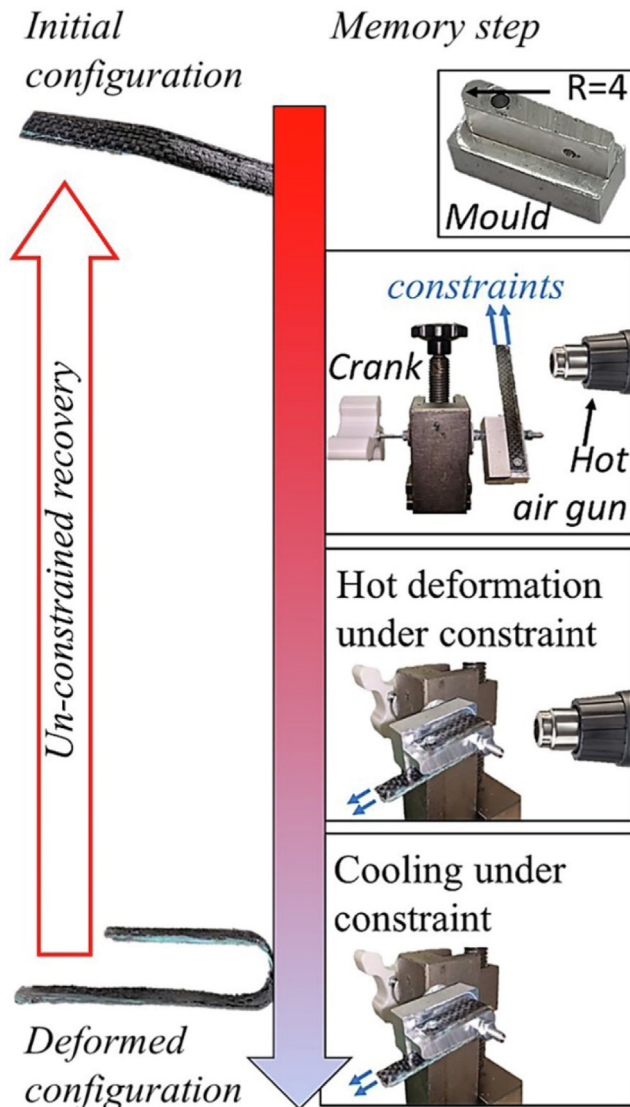 Initial
configuration
Memory step
R=4
Mould
constraints
Crank
Hot
air gun
Un-constrained recovery
Hot deformation
under constraint
Cooling under
constraint
Deformed
configuration